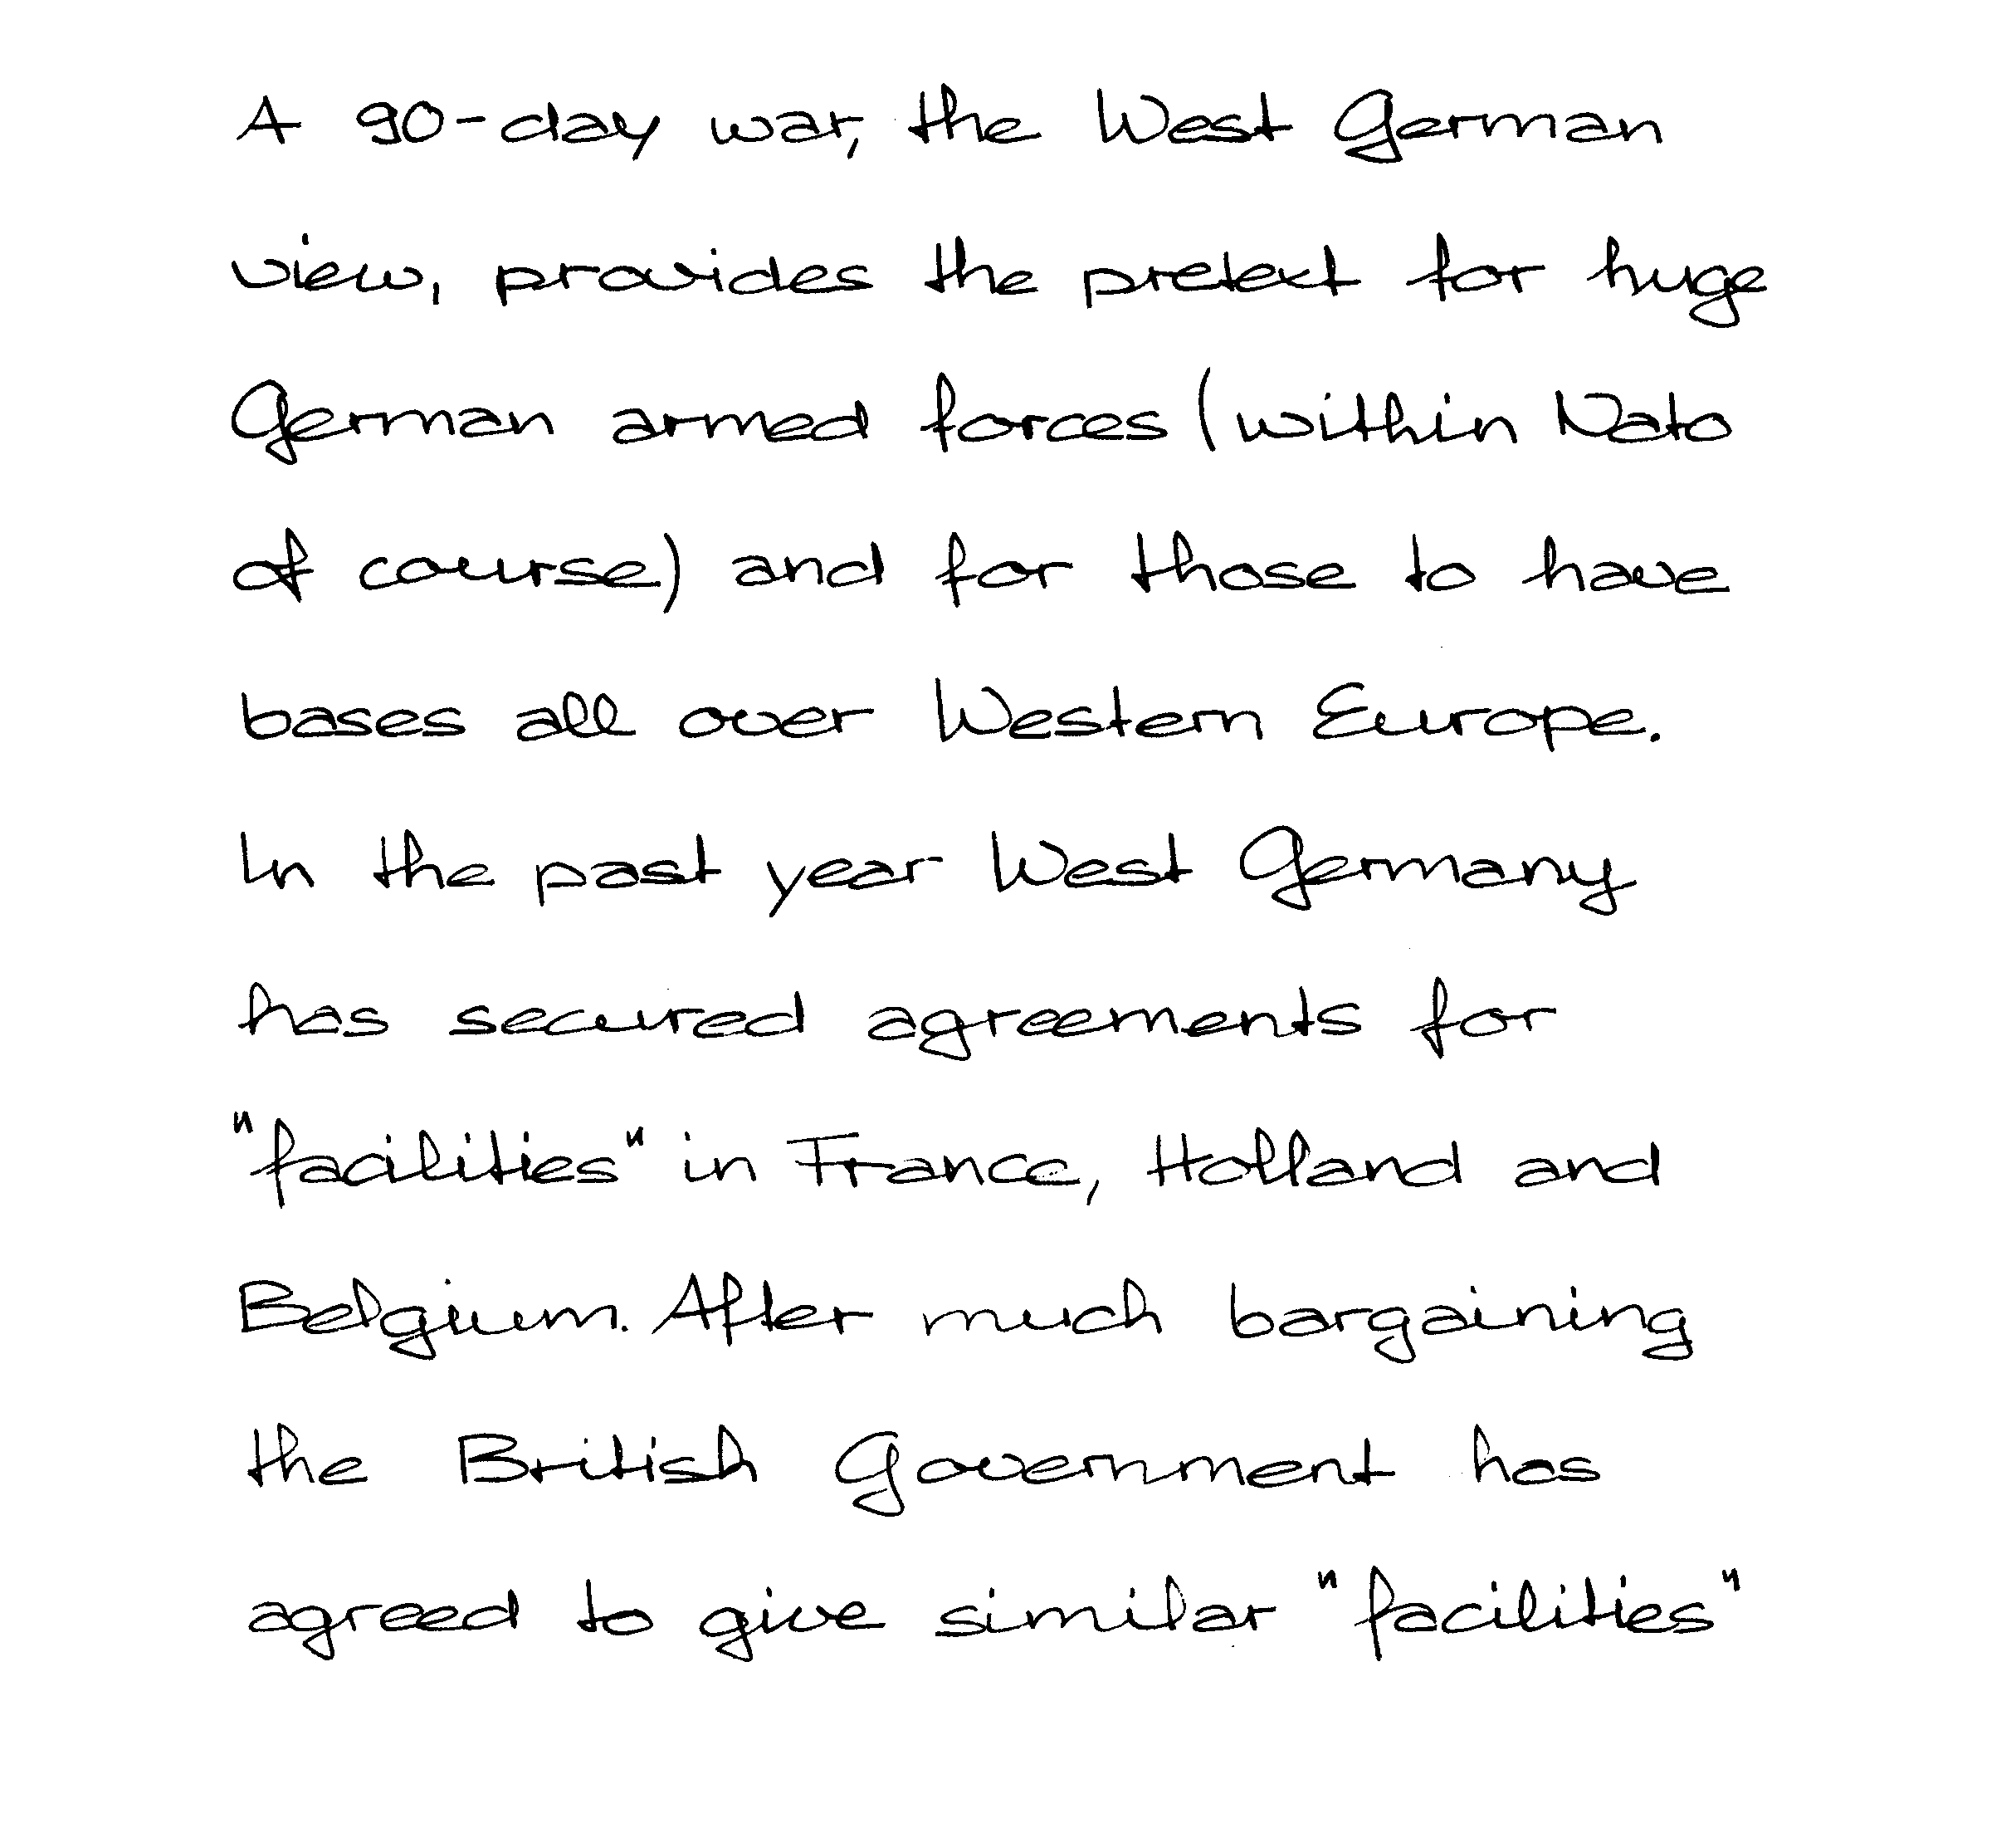 A 90-day war, the West German
view, provides the pretext for huge
German armed forces (within Nato
of course) and for those to have
bases all over Western Europe.
In the past year West Germany
has secured agreements for
"facilities" in France, Holland and
Belgium. After much bargaining
the British Government has
agreed to give similar "facilities"